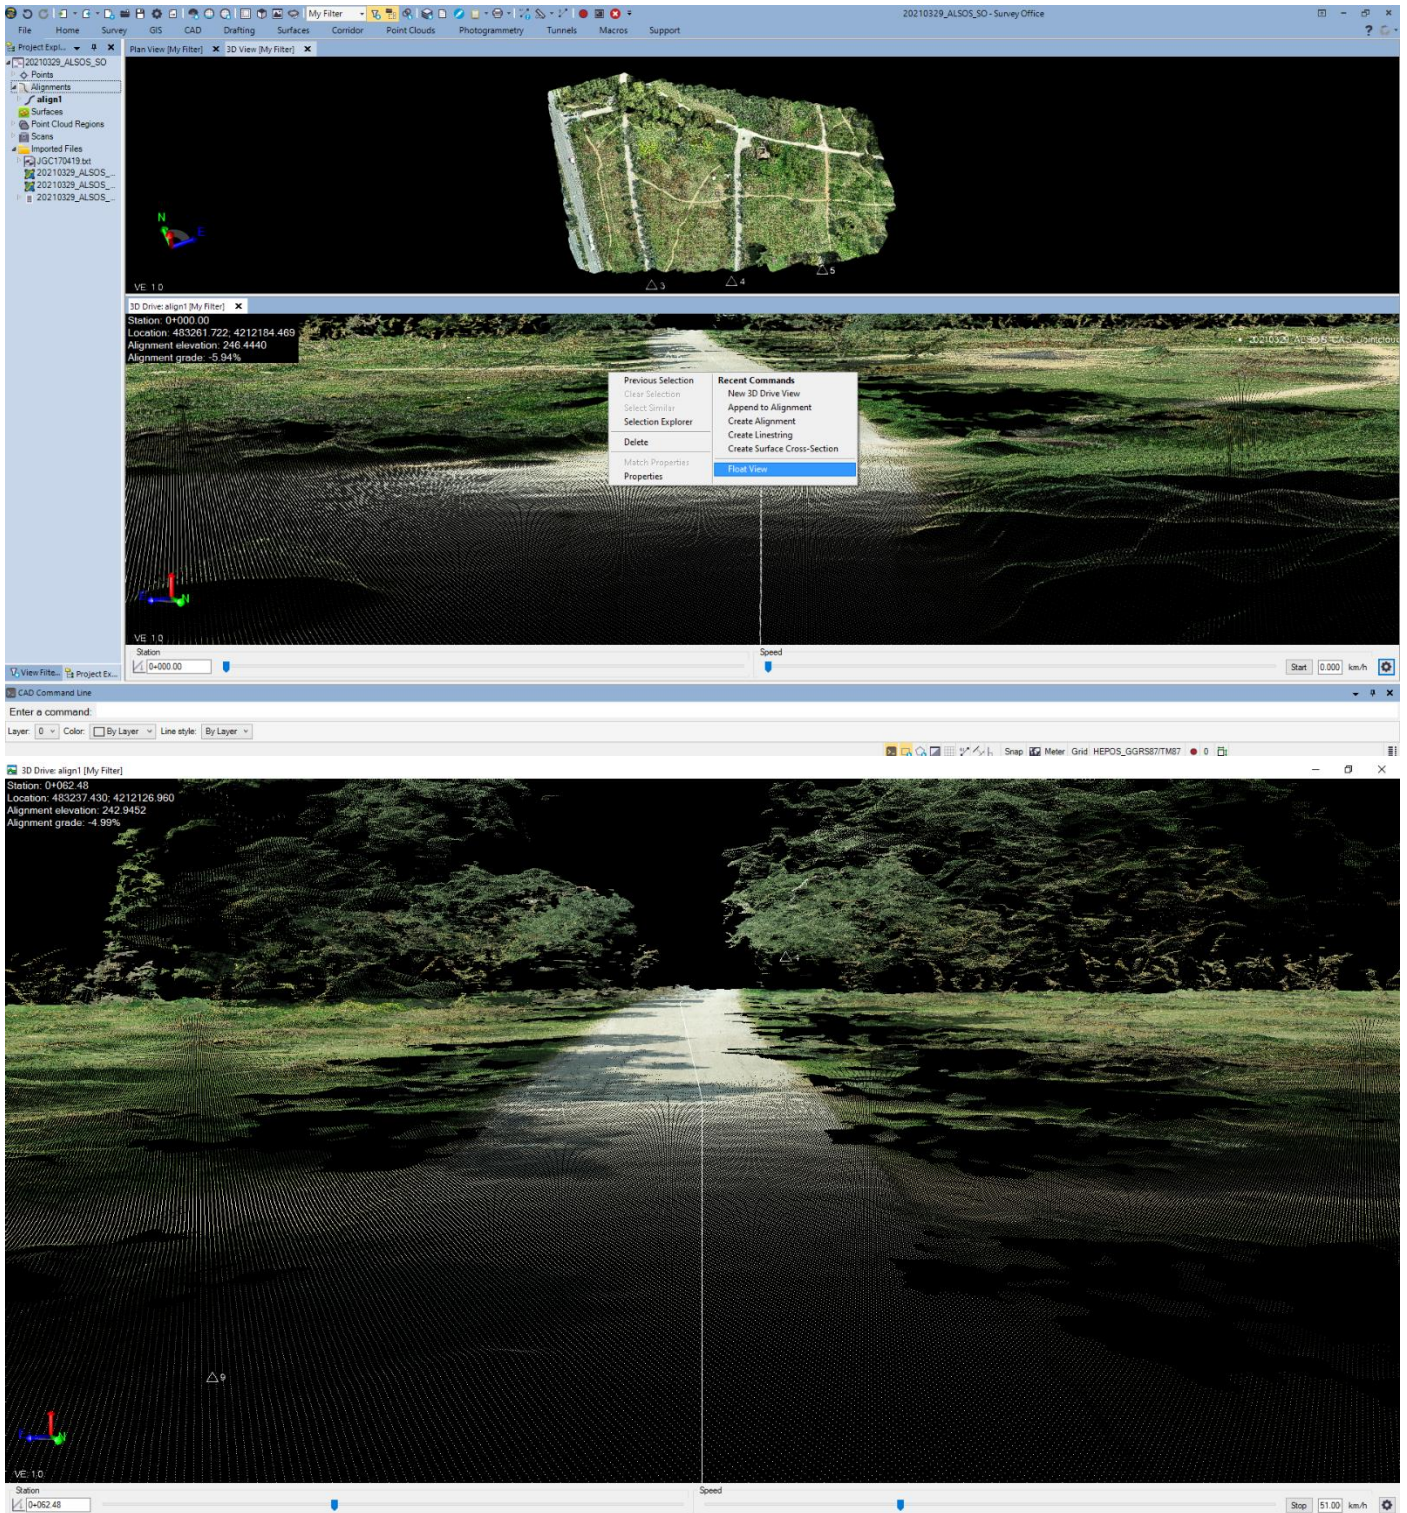 My Filter
20210329_ALSOS_SO - Survey Office
File Home Survey GIS CAD Drafting Surfaces Corridor Point Clouds Photogrammetry Tunnels Macros Support
Project Expl...
Plan View [My Filter] 3D View [My Filter]
20210329_ALSOS_SO
Points
Alignments
align1
Surfaces
Point Cloud Regions
Scans
Imported Files
JGC170419.txt
20210329_ALSOS_...
20210329_ALSOS_...
20210329_ALSOS_...
N
E
VE 1.0
3
4
5
3D Drive: align1 [My Filter]
Station: 0+000.00
Location: 483261.722; 4212184.469
Alignment elevation: 246.4440
Alignment grade: -5.94%
Previous Selection
Clear Selection
Select Similar
Selection Explorer
Delete
Match Properties
Properties
Recent Commands
New 3D Drive View
Append to Alignment
Create Alignment
Create Linestring
Create Surface Cross-Section
Float View
N
VE 1.0
Station
0+000.00
Speed
Start 0.000 km/h
View Filte... Project Ex...
CAD Command Line
Enter a command:
Layer: 0 Color: By Layer Line style: By Layer
Snap Meter Grid HEPOS_GGRS87/TM87 0
3D Drive: align1 [My Filter]
Station: 0+062.48
Location: 483237.430; 4212126.960
Alignment elevation: 242.9452
Alignment grade: -4.99%
9
N
VE: 1.0
Station
0+062.48
Speed
Stop 51.00 km/h